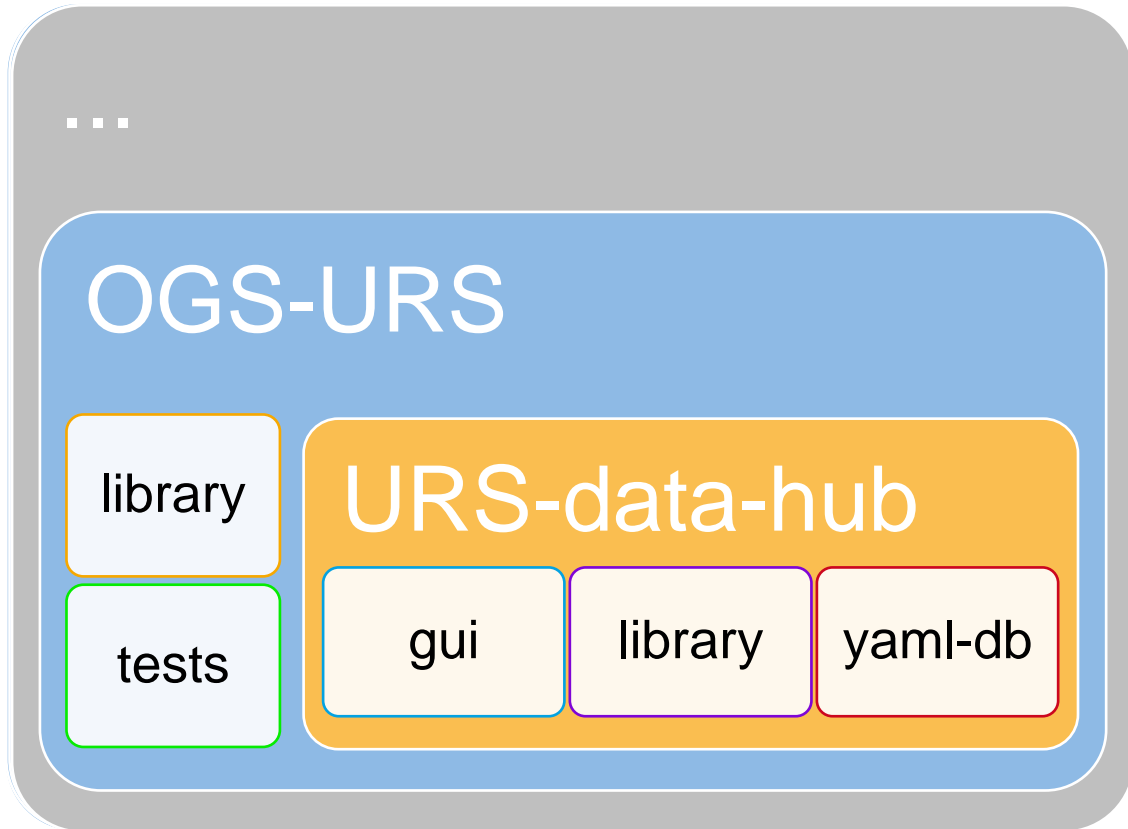 ...
OGS-URS
library
tests
URS-data-hub
gui
library
yaml-db